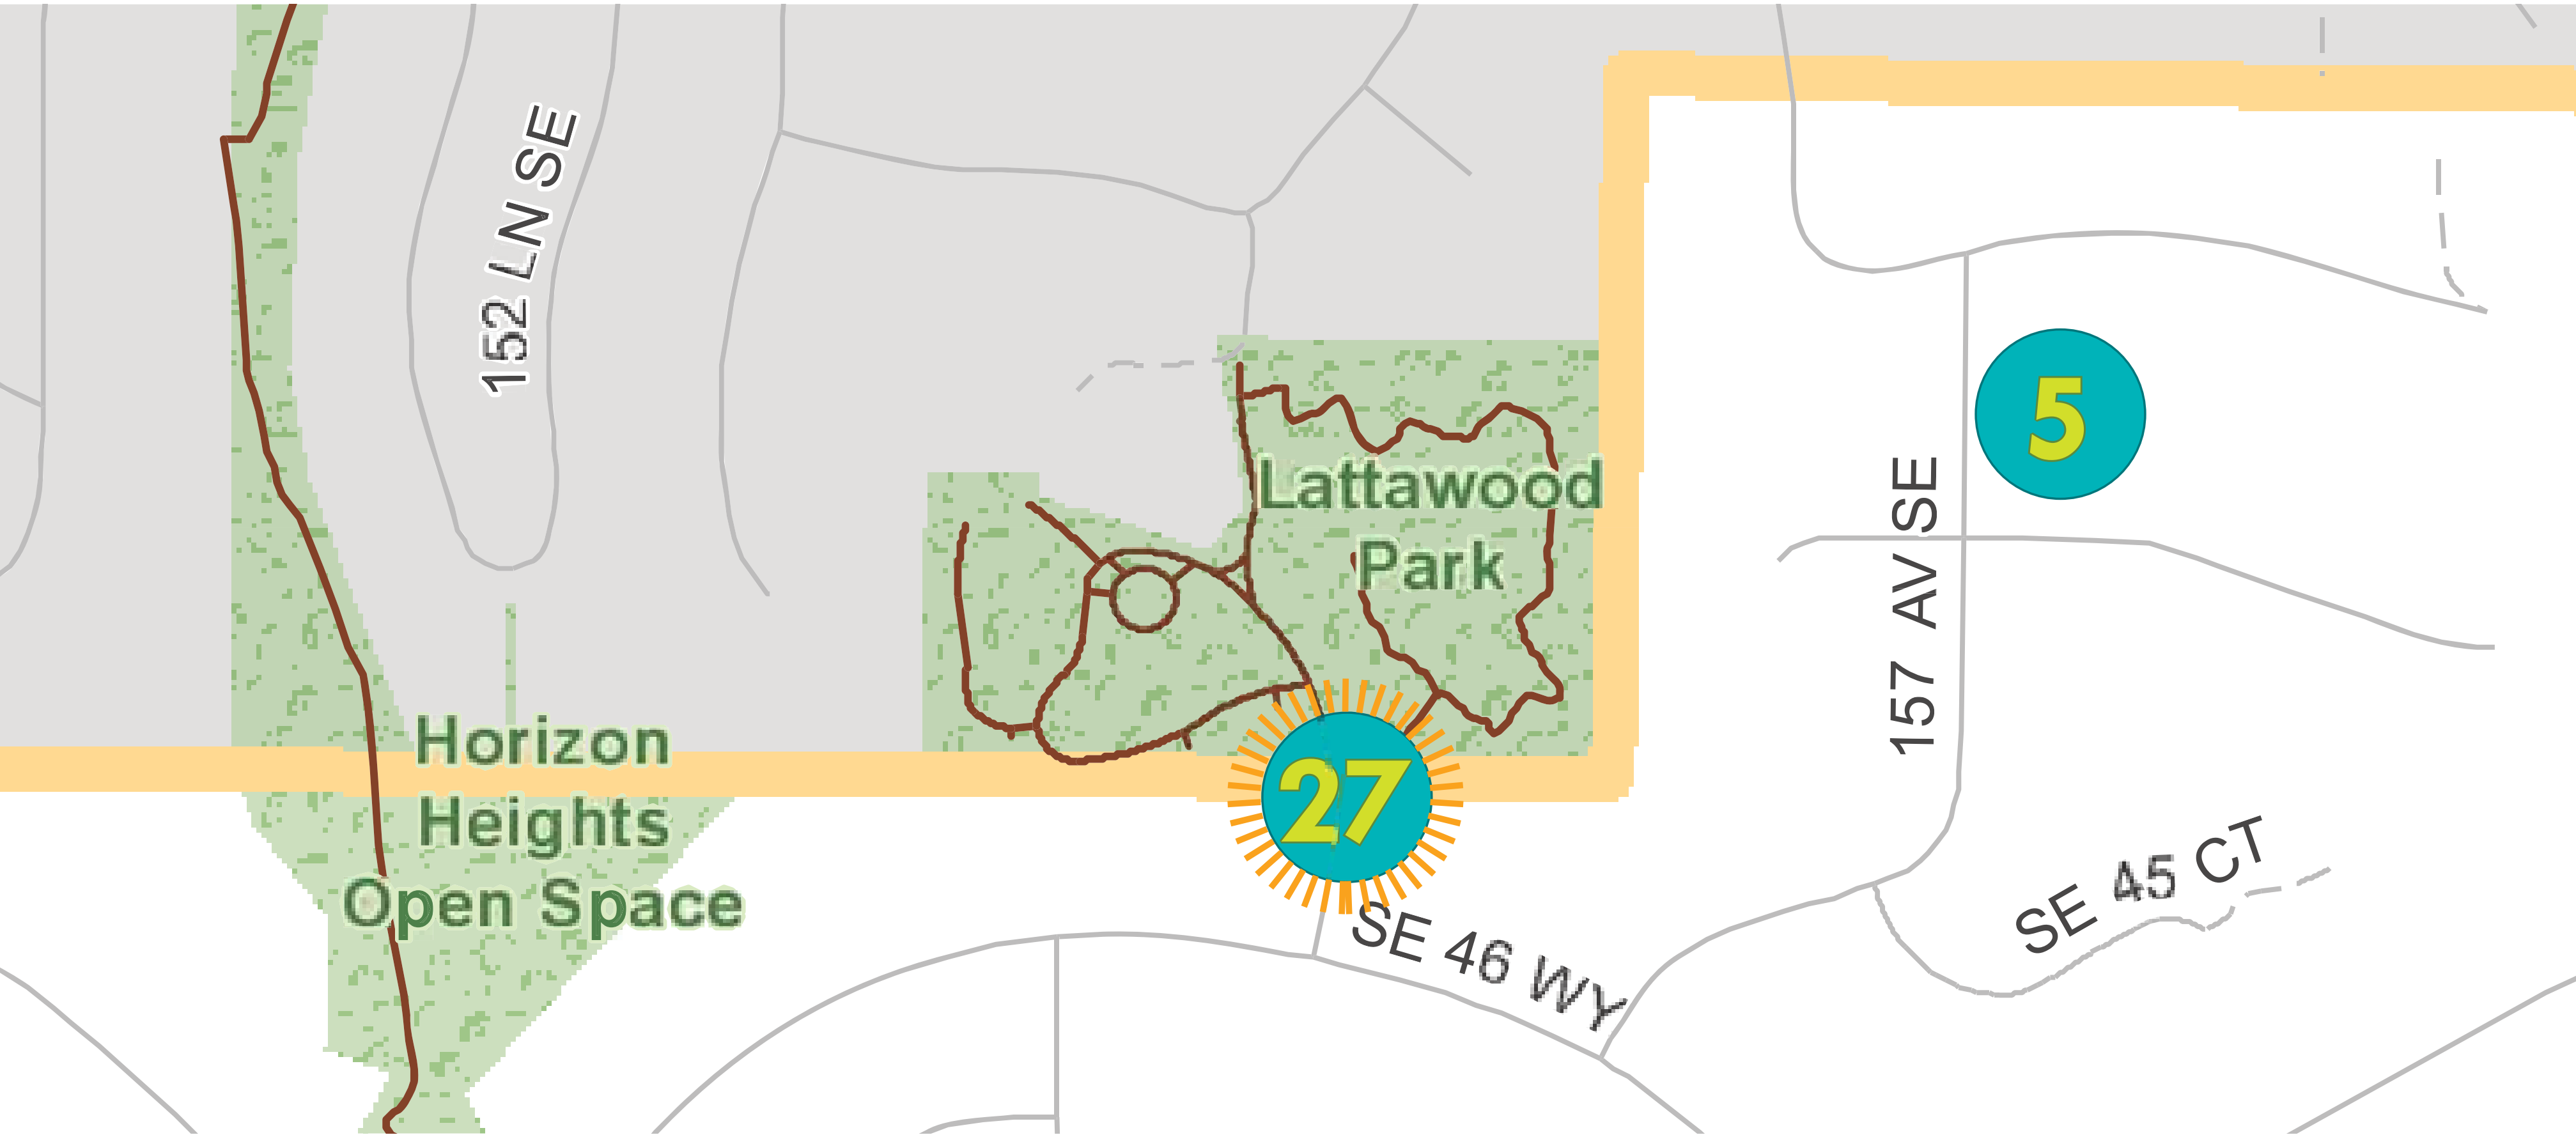 152 LN SE
Lattawood
Park
5
157 AV SE
Horizon
Heights
Open Space
27
SE 46 WY
SE 45 CT